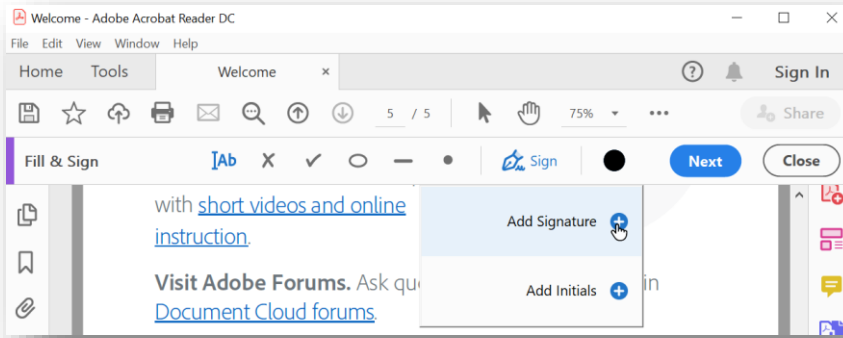 Welcome - Adobe Acrobat Reader DC
File Edit View Window Help
Home Tools Welcome × ? Sign In
5 / 5 75% Share
Fill & Sign Ab Sign Next Close
with short videos and online
instruction.
Add Signature
Visit Adobe Forums. Ask in
Add Initials
Document Cloud forums.